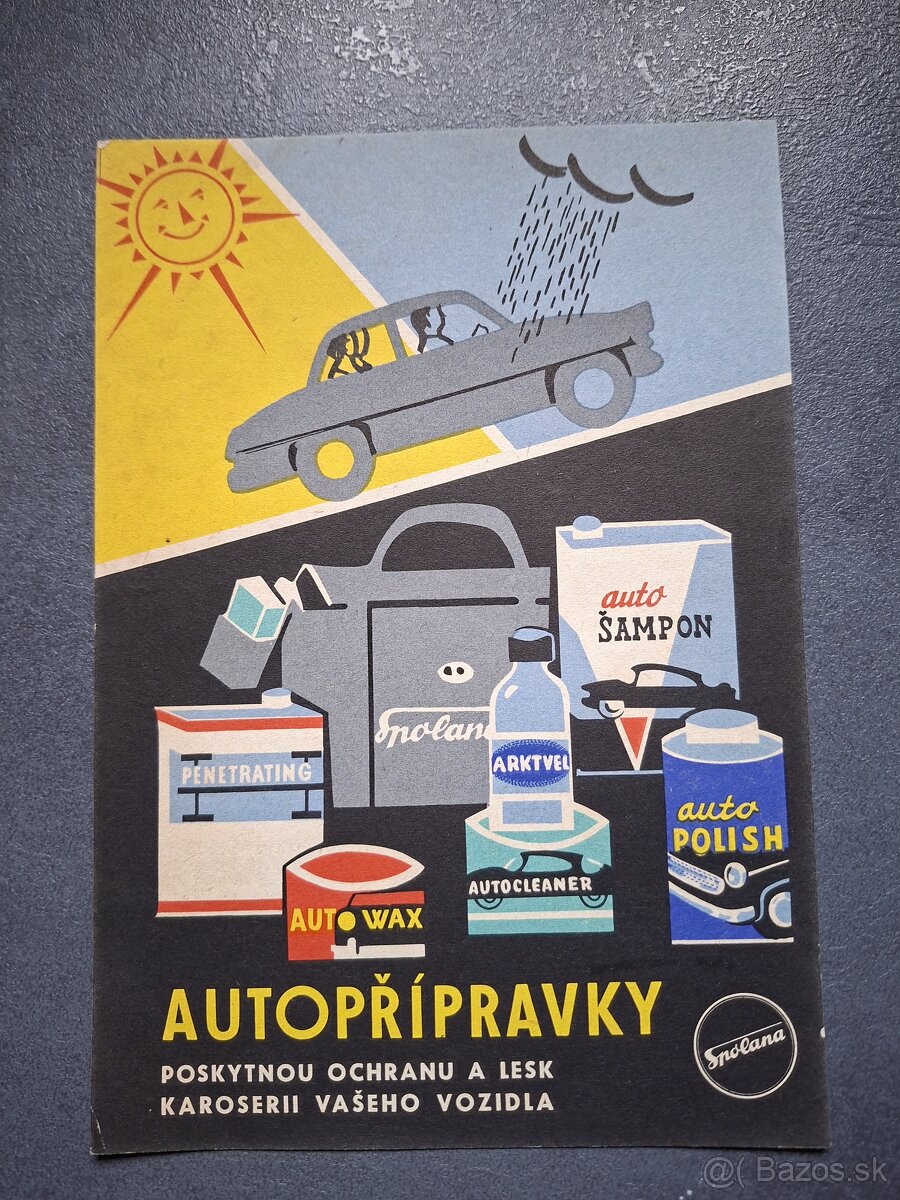 auto
ŠAMPON
Spolana
ARKTVEL
PENETRATING
auto
POLISH
AUTOCLEANER
AUTO WAX
AUTOPŘÍPRAVKY
POSKYTNOU OCHRANU A LESK
KAROSERII VAŠEHO VOZIDLA
Spolana
@( Bazos.sk